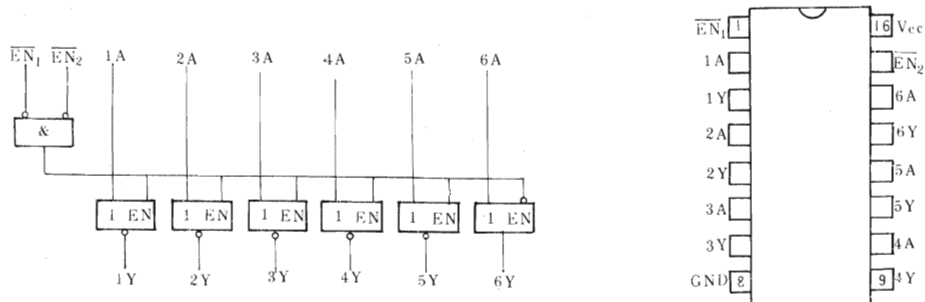 EN₁ EN₂ 1A 2A 3A 4A 5A 6A
&
1 EN 1 EN 1 EN 1 EN 1 EN 1 EN
1Y 2Y 3Y 4Y 5Y 6Y
EN₁ 1 16 Vcc
1A EN₂
1Y 6A
2A 6Y
2Y 5A
3A 5Y
3Y 4A
GND 8 9 4Y